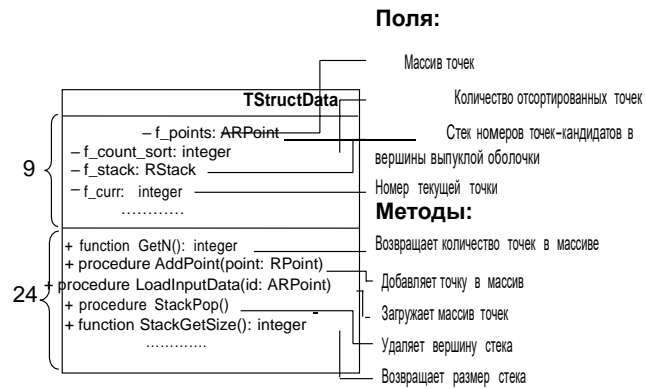 Поля:
Массив точек
TStructData
Количество отсортированных точек
– f_points: ARPoint
Стек номеров точек-кандидатов в
вершины выпуклой оболочки
– f_count_sort: integer
9
– f_stack: RStack
– f_curr: integer
Номер текущей точки
…………
Методы:
+ function GetN(): integer
Возвращает количество точек в массиве
+ procedure AddPoint(point: RPoint)
Добавляет точку в массив
+ procedure LoadInputData(id: ARPoint)
24
Загружает массив точек
+ procedure StackPop()
Удаляет вершину стека
+ function StackGetSize(): integer
………….
Возвращает размер стека